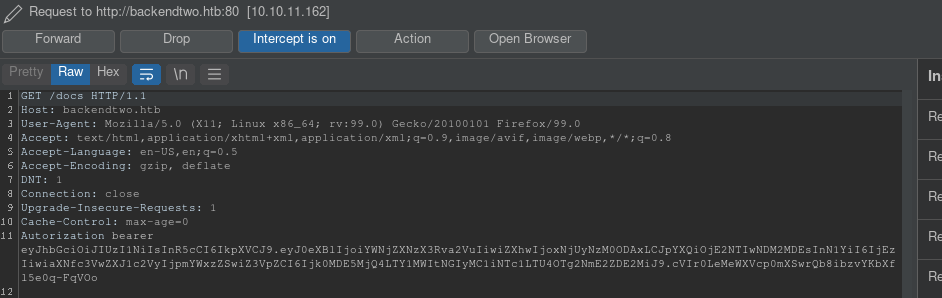 Request to http://backendtwo.htb:80 [10.10.11.162]
Forward Drop Intercept is on Action Open Browser
Pretty Raw Hex \n
In
1 GET /docs HTTP/1.1
2 Host: backendtwo.htb
3 User-Agent: Mozilla/5.0 (X11; Linux x86_64; rv:99.0) Gecko/20100101 Firefox/99.0
4 Accept: text/html,application/xhtml+xml,application/xml;q=0.9,image/avif,image/webp,*/*;q=0.8
5 Accept-Language: en-US,en;q=0.5
6 Accept-Encoding: gzip, deflate
7 DNT: 1
8 Connection: close
9 Upgrade-Insecure-Requests: 1
10 Cache-Control: max-age=0
11 Autorization bearer
eyJhbGciOiJIUzI1NiIsInR5cCI6IkpXVCJ9.eyJ0eXBlIjoiYWNjZXNzX3Rva2VuIiwiZXhwIjoxNjUyNzM0ODAxLCJpYXQiOjE2NTIwNDM2MDEsInN1YiI6IjEz
IiwiaXNfc3VwZXJ1c2VyIjpmYWxzZSwiZ3VpZCI6Ijk0MDE5MjQ4LTY1MWItNGIyMC1iNTc1LTU4OTg2NmE2ZDE2MiJ9.cVIr0LeMeWXVcp0mXSwrQb8ibzvYKbXf
l5e0q-FqVOo
12
Re
Re
Re
Re
Re